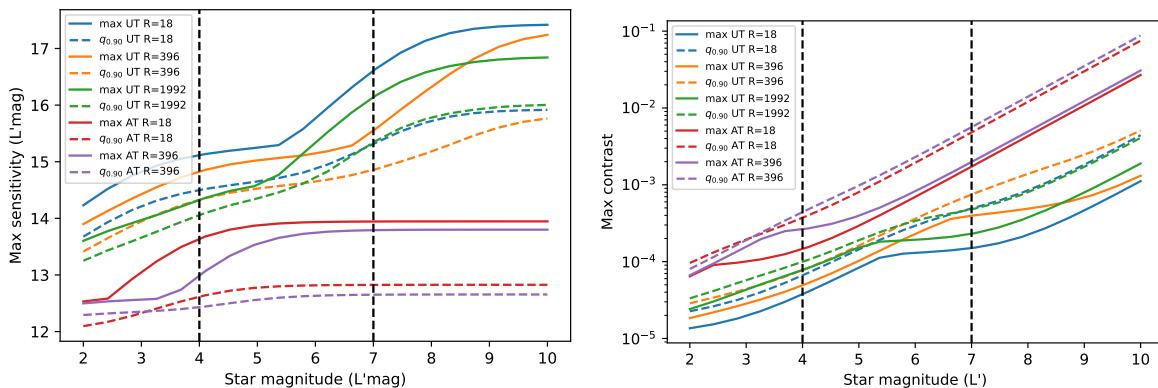 Max sensitivity (L'mag)
17
16
15
14
13
12
max UT R=18
q0.90 UT R=18
max UT R=396
q0.90 UT R=396
max UT R=1992
q0.90 UT R=1992
max AT R=18
q0.90 AT R=18
max AT R=396
q0.90 AT R=396
2 3 4 5 6 7 8 9 10
Star magnitude (L'mag)
Max contrast
10⁻¹
10⁻²
10⁻³
10⁻⁴
10⁻⁵
max UT R=18
q0.90 UT R=18
max UT R=396
q0.90 UT R=396
max UT R=1992
q0.90 UT R=1992
max AT R=18
q0.90 AT R=18
max AT R=396
q0.90 AT R=396
2 3 4 5 6 7 8 9 10
Star magnitude (L')